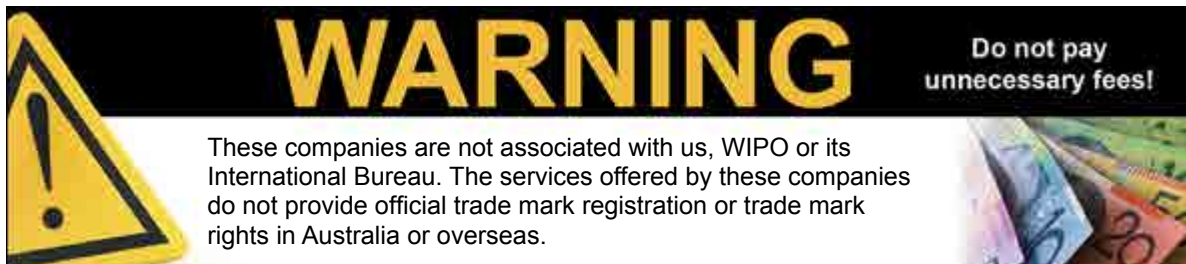 WARNING
Do not pay
unnecessary fees!
These companies are not associated with us, WIPO or its
International Bureau. The services offered by these companies
do not provide official trade mark registration or trade mark
rights in Australia or overseas.
20